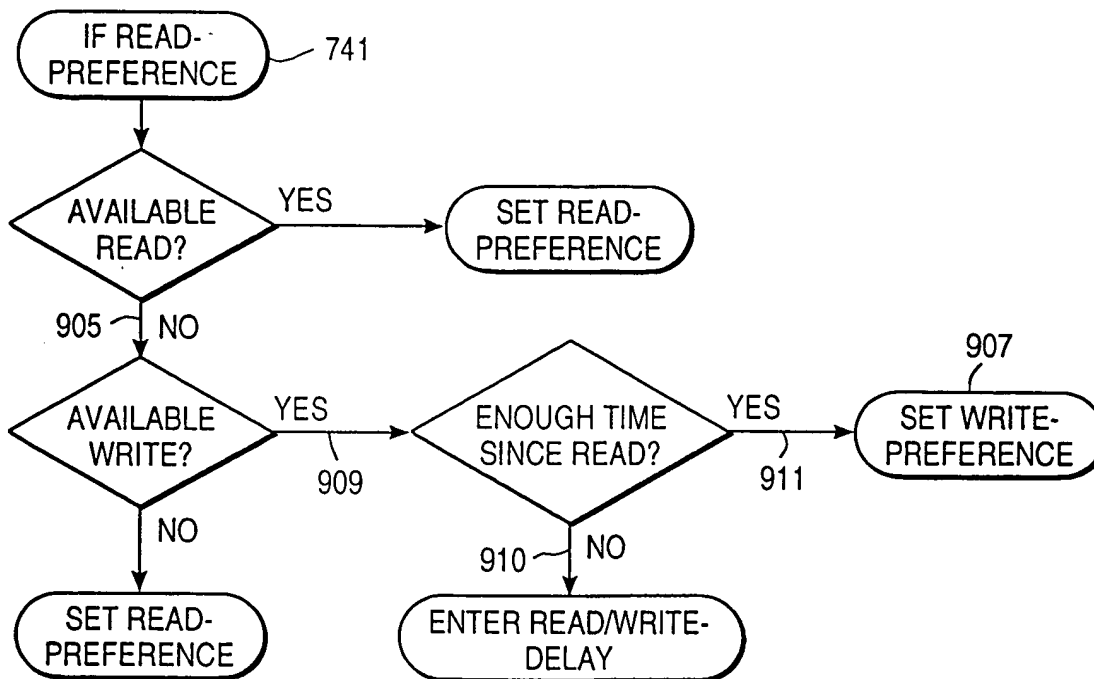 IF READ-
PREFERENCE
741
AVAILABLE
READ?
YES
SET READ-
PREFERENCE
905
NO
AVAILABLE
WRITE?
YES
909
ENOUGH TIME
SINCE READ?
YES
911
907
SET WRITE-
PREFERENCE
NO
SET READ-
PREFERENCE
910
NO
ENTER READ/WRITE-
DELAY